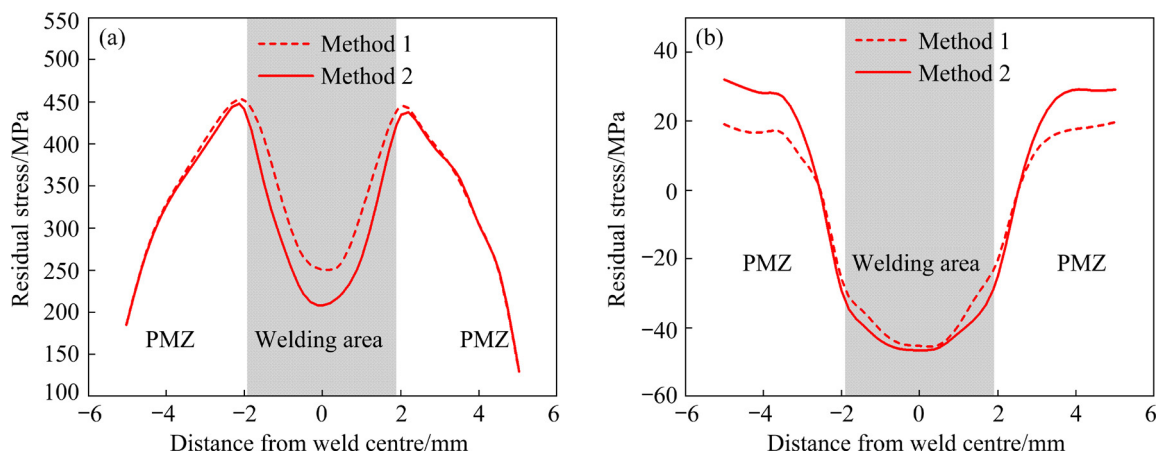 (a)
Method 1
Method 2
Residual stress/MPa
550
500
450
400
350
300
250
200
150
100
PMZ
Welding area
PMZ
−6
−4
−2
0
2
4
6
Distance from weld centre/mm
(b)
Method 1
Method 2
Residual stress/MPa
40
20
0
−20
−40
−60
PMZ
Welding area
PMZ
−6
−4
−2
0
2
4
6
Distance from weld centre/mm